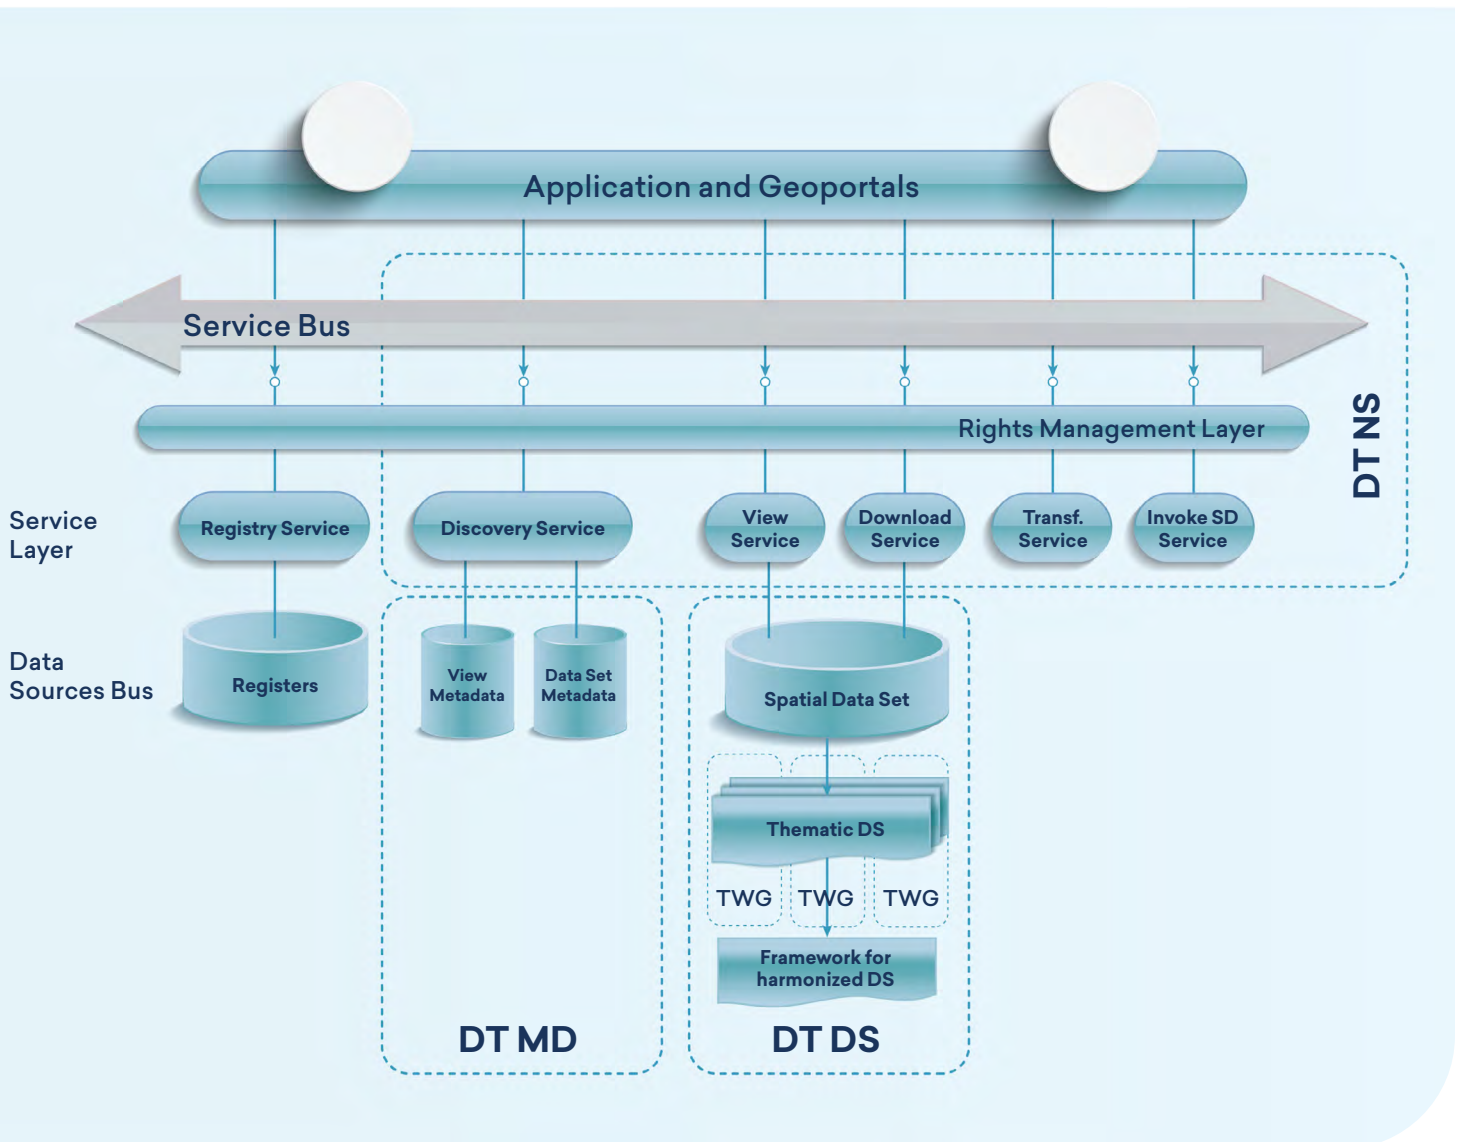 Application and Geoportals
Service Bus
Rights Management Layer
DT NS
Service
Layer
Registry Service
Discovery Service
View
Service
Download
Service
Transf.
Service
Invoke SD
Service
Data
Sources Bus
Registers
View
Metadata
Data Set
Metadata
Spatial Data Set
Thematic DS
TWG
TWG
TWG
Framework for
harmonized DS
DT MD
DT DS